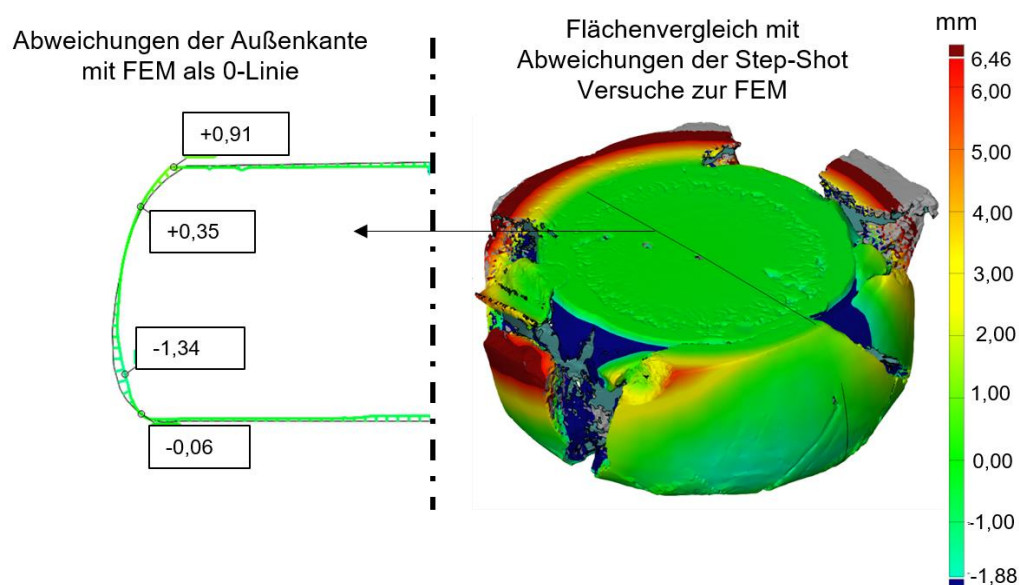 Abweichungen der Außenkante
mit FEM als 0-Linie
+0,91
+0,35
-1,34
-0,06
Flächenvergleich mit
Abweichungen der Step-Shot
Versuche zur FEM
mm
6,46
6,00
5,00
4,00
3,00
2,00
1,00
0,00
-1,00
-1,88